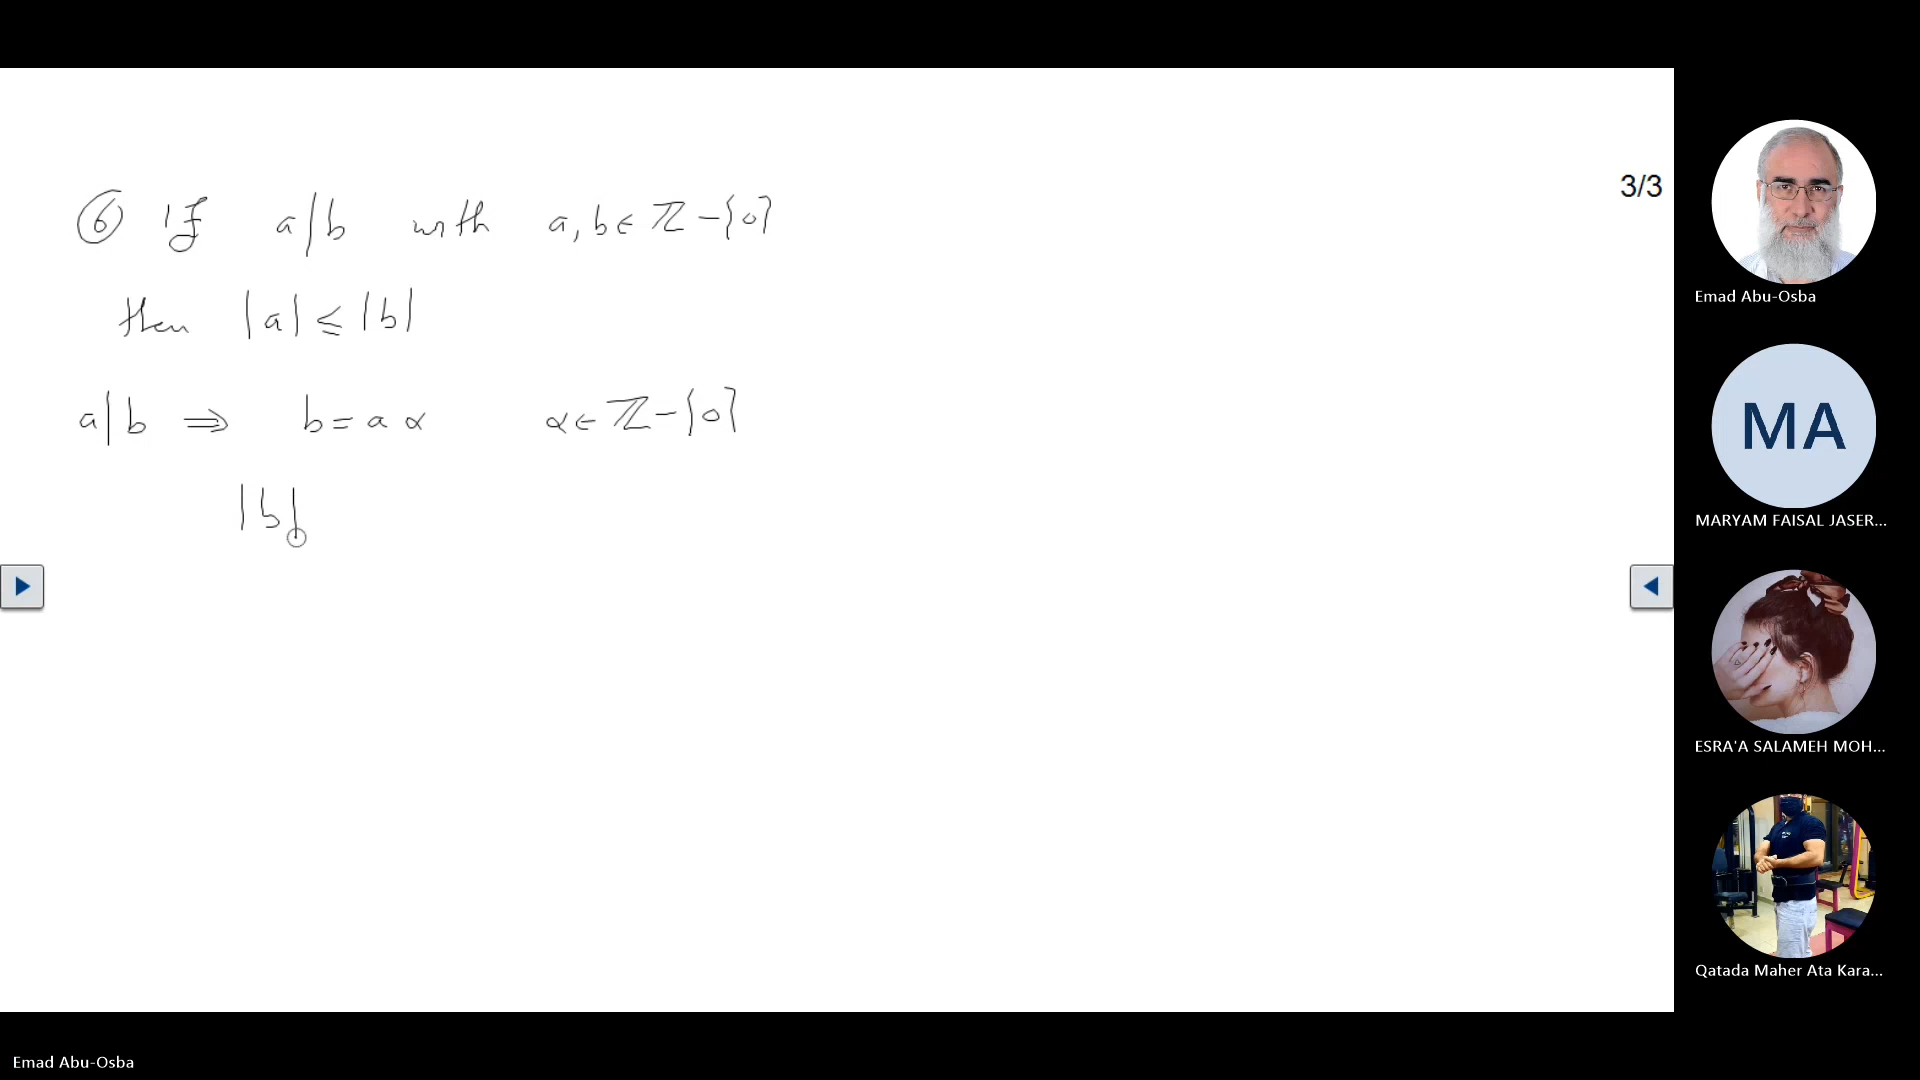 3/3
⑥ If a|b with a, b ∈ ℤ - {0}
then |a| ≤ |b|
a|b ⇒ b = a α α ∈ ℤ - {0}
|b|
Emad Abu-Osba
MA
MARYAM FAISAL JASER...
ESRA'A SALAMEH MOH...
Qatada Maher Ata Kara...
Emad Abu-Osba